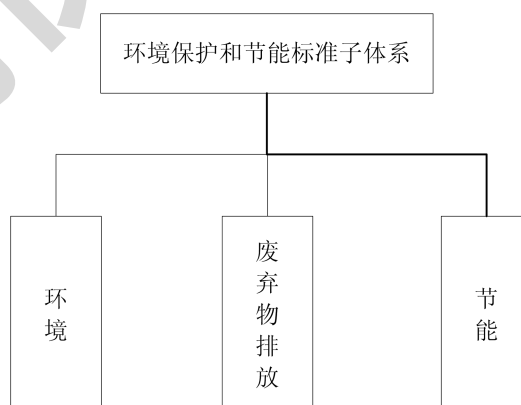 环境保护和节能标准子体系
环境
废弃物排放
节能